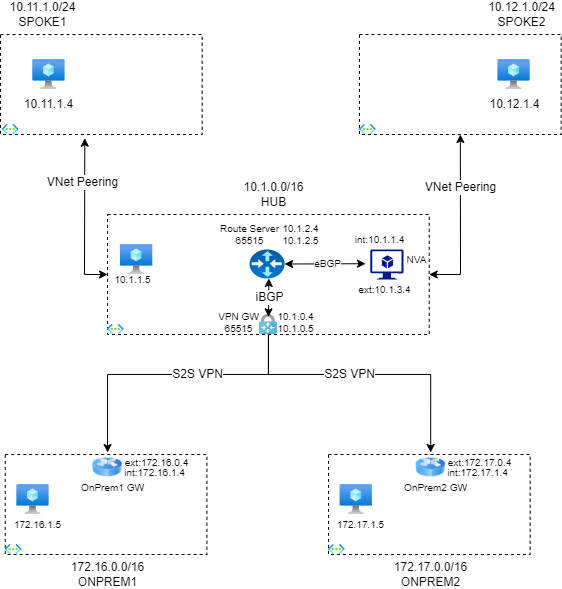 10.11.1.0/24
SPOKE1
10.12.1.0/24
SPOKE2
10.11.1.4
10.12.1.4
VNet Peering
VNet Peering
10.1.0.0/16
HUB
Route Server 10.1.2.4
65515 10.1.2.5
int:10.1.1.4
eBGP
NVA
10.1.1.5
ext:10.1.3.4
iBGP
VPN GW 10.1.0.4
65515 10.1.0.5
S2S VPN
S2S VPN
ext:172.16.0.4
int:172.16.1.4
OnPrem1 GW
172.16.1.5
ext:172.17.0.4
int:172.17.1.4
OnPrem2 GW
172.17.1.5
172.16.0.0/16
ONPREM1
172.17.0.0/16
ONPREM2